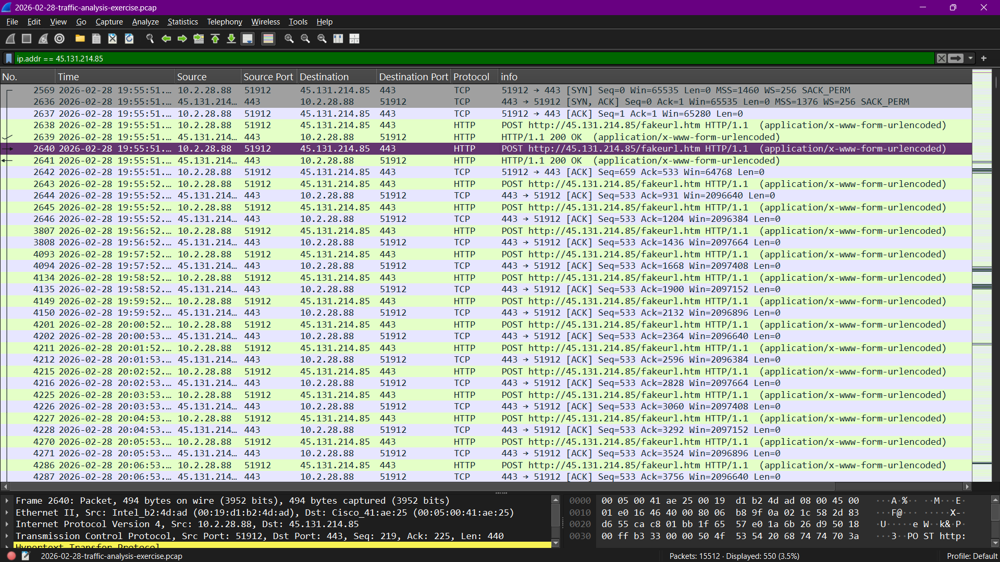 2026-02-28-traffic-analysis-exercise.pcap
File Edit View Go Capture Analyze Statistics Telephony Wireless Tools Help
ip.addr == 45.131.214.85
No. Time Source Source Port Destination Destination Port Protocol info
2569 2026-02-28 19:55:51.… 10.2.28.88 51912 45.131.214.85 443 TCP 51912 → 443 [SYN] Seq=0 Win=65535 Len=0 MSS=1460 WS=256 SACK_PERM
2636 2026-02-28 19:55:51.… 45.131.214… 443 10.2.28.88 51912 TCP 443 → 51912 [SYN, ACK] Seq=0 Ack=1 Win=65535 Len=0 MSS=1376 WS=256 SACK_PERM
2637 2026-02-28 19:55:51.… 10.2.28.88 51912 45.131.214.85 443 TCP 51912 → 443 [ACK] Seq=1 Ack=1 Win=65280 Len=0
2638 2026-02-28 19:55:51.… 10.2.28.88 51912 45.131.214.85 443 HTTP POST http://45.131.214.85/fakeurl.htm HTTP/1.1 (application/x-www-form-urlencoded)
2639 2026-02-28 19:55:51.… 45.131.214… 443 10.2.28.88 51912 HTTP HTTP/1.1 200 OK (application/x-www-form-urlencoded)
2640 2026-02-28 19:55:51.… 10.2.28.88 51912 45.131.214.85 443 HTTP POST http://45.131.214.85/fakeurl.htm HTTP/1.1 (application/x-www-form-urlencoded)
2641 2026-02-28 19:55:51.… 45.131.214… 443 10.2.28.88 51912 HTTP HTTP/1.1 200 OK (application/x-www-form-urlencoded)
2642 2026-02-28 19:55:51.… 10.2.28.88 51912 45.131.214.85 443 TCP 51912 → 443 [ACK] Seq=659 Ack=533 Win=64768 Len=0
2643 2026-02-28 19:55:52.… 10.2.28.88 51912 45.131.214.85 443 HTTP POST http://45.131.214.85/fakeurl.htm HTTP/1.1 (application/x-www-form-urlencoded)
2644 2026-02-28 19:55:52.… 45.131.214… 443 10.2.28.88 51912 TCP 443 → 51912 [ACK] Seq=533 Ack=931 Win=2096640 Len=0
2645 2026-02-28 19:55:52.… 10.2.28.88 51912 45.131.214.85 443 HTTP POST http://45.131.214.85/fakeurl.htm HTTP/1.1 (application/x-www-form-urlencoded)
2646 2026-02-28 19:55:52.… 45.131.214… 443 10.2.28.88 51912 TCP 443 → 51912 [ACK] Seq=533 Ack=1204 Win=2096384 Len=0
3807 2026-02-28 19:56:52.… 10.2.28.88 51912 45.131.214.85 443 HTTP POST http://45.131.214.85/fakeurl.htm HTTP/1.1 (application/x-www-form-urlencoded)
3808 2026-02-28 19:56:52.… 45.131.214… 443 10.2.28.88 51912 TCP 443 → 51912 [ACK] Seq=533 Ack=1436 Win=2097664 Len=0
4093 2026-02-28 19:57:52.… 10.2.28.88 51912 45.131.214.85 443 HTTP POST http://45.131.214.85/fakeurl.htm HTTP/1.1 (application/x-www-form-urlencoded)
4094 2026-02-28 19:57:52.… 45.131.214… 443 10.2.28.88 51912 TCP 443 → 51912 [ACK] Seq=533 Ack=1668 Win=2097408 Len=0
4134 2026-02-28 19:58:52.… 10.2.28.88 51912 45.131.214.85 443 HTTP POST http://45.131.214.85/fakeurl.htm HTTP/1.1 (application/x-www-form-urlencoded)
4135 2026-02-28 19:58:52.… 45.131.214… 443 10.2.28.88 51912 TCP 443 → 51912 [ACK] Seq=533 Ack=1900 Win=2097152 Len=0
4149 2026-02-28 19:59:52.… 10.2.28.88 51912 45.131.214.85 443 HTTP POST http://45.131.214.85/fakeurl.htm HTTP/1.1 (application/x-www-form-urlencoded)
4150 2026-02-28 19:59:52.… 45.131.214… 443 10.2.28.88 51912 TCP 443 → 51912 [ACK] Seq=533 Ack=2132 Win=2096896 Len=0
4201 2026-02-28 20:00:52.… 10.2.28.88 51912 45.131.214.85 443 HTTP POST http://45.131.214.85/fakeurl.htm HTTP/1.1 (application/x-www-form-urlencoded)
4202 2026-02-28 20:00:53.… 45.131.214… 443 10.2.28.88 51912 TCP 443 → 51912 [ACK] Seq=533 Ack=2364 Win=2096640 Len=0
4211 2026-02-28 20:01:52.… 10.2.28.88 51912 45.131.214.85 443 HTTP POST http://45.131.214.85/fakeurl.htm HTTP/1.1 (application/x-www-form-urlencoded)
4212 2026-02-28 20:01:53.… 45.131.214… 443 10.2.28.88 51912 TCP 443 → 51912 [ACK] Seq=533 Ack=2596 Win=2096384 Len=0
4215 2026-02-28 20:02:52.… 10.2.28.88 51912 45.131.214.85 443 HTTP POST http://45.131.214.85/fakeurl.htm HTTP/1.1 (application/x-www-form-urlencoded)
4216 2026-02-28 20:02:53.… 45.131.214… 443 10.2.28.88 51912 TCP 443 → 51912 [ACK] Seq=533 Ack=2828 Win=2097664 Len=0
4225 2026-02-28 20:03:53.… 10.2.28.88 51912 45.131.214.85 443 HTTP POST http://45.131.214.85/fakeurl.htm HTTP/1.1 (application/x-www-form-urlencoded)
4226 2026-02-28 20:03:53.… 45.131.214… 443 10.2.28.88 51912 TCP 443 → 51912 [ACK] Seq=533 Ack=3060 Win=2097408 Len=0
4227 2026-02-28 20:04:53.… 10.2.28.88 51912 45.131.214.85 443 HTTP POST http://45.131.214.85/fakeurl.htm HTTP/1.1 (application/x-www-form-urlencoded)
4228 2026-02-28 20:04:53.… 45.131.214… 443 10.2.28.88 51912 TCP 443 → 51912 [ACK] Seq=533 Ack=3292 Win=2097152 Len=0
4270 2026-02-28 20:05:53.… 10.2.28.88 51912 45.131.214.85 443 HTTP POST http://45.131.214.85/fakeurl.htm HTTP/1.1 (application/x-www-form-urlencoded)
4271 2026-02-28 20:05:53.… 45.131.214… 443 10.2.28.88 51912 TCP 443 → 51912 [ACK] Seq=533 Ack=3524 Win=2096896 Len=0
4286 2026-02-28 20:06:53.… 10.2.28.88 51912 45.131.214.85 443 HTTP POST http://45.131.214.85/fakeurl.htm HTTP/1.1 (application/x-www-form-urlencoded)
4287 2026-02-28 20:06:53.… 45.131.214… 443 10.2.28.88 51912 TCP 443 → 51912 [ACK] Seq=533 Ack=3756 Win=2096640 Len=0
Frame 2640: Packet, 494 bytes on wire (3952 bits), 494 bytes captured (3952 bits)
Ethernet II, Src: Intel_b2:4d:ad (00:19:d1:b2:4d:ad), Dst: Cisco_41:ae:25 (00:05:00:41:ae:25)
Internet Protocol Version 4, Src: 10.2.28.88, Dst: 45.131.214.85
Transmission Control Protocol, Src Port: 51912, Dst Port: 443, Seq: 219, Ack: 225, Len: 440
Hypertext Transfer Protocol
0000 00 05 00 41 ae 25 00 19 d1 b2 4d ad 08 00 45 00 ···A·%·· ··M···E·
0010 01 e0 16 46 40 00 80 06 b8 9f 0a 02 1c 58 2d 83 ···F@··· ·····X-·
0020 d6 55 ca c8 01 bb 1f 65 57 e0 1a 6b 26 d9 50 18 ·U·····e W··k&·P·
0030 00 ff b3 33 00 00 50 4f 53 54 20 68 74 74 70 3a ···3··PO ST http:
2026-02-28-traffic-analysis-exercise.pcap
Packets: 15512 · Displayed: 550 (3.5%)
Profile: Default